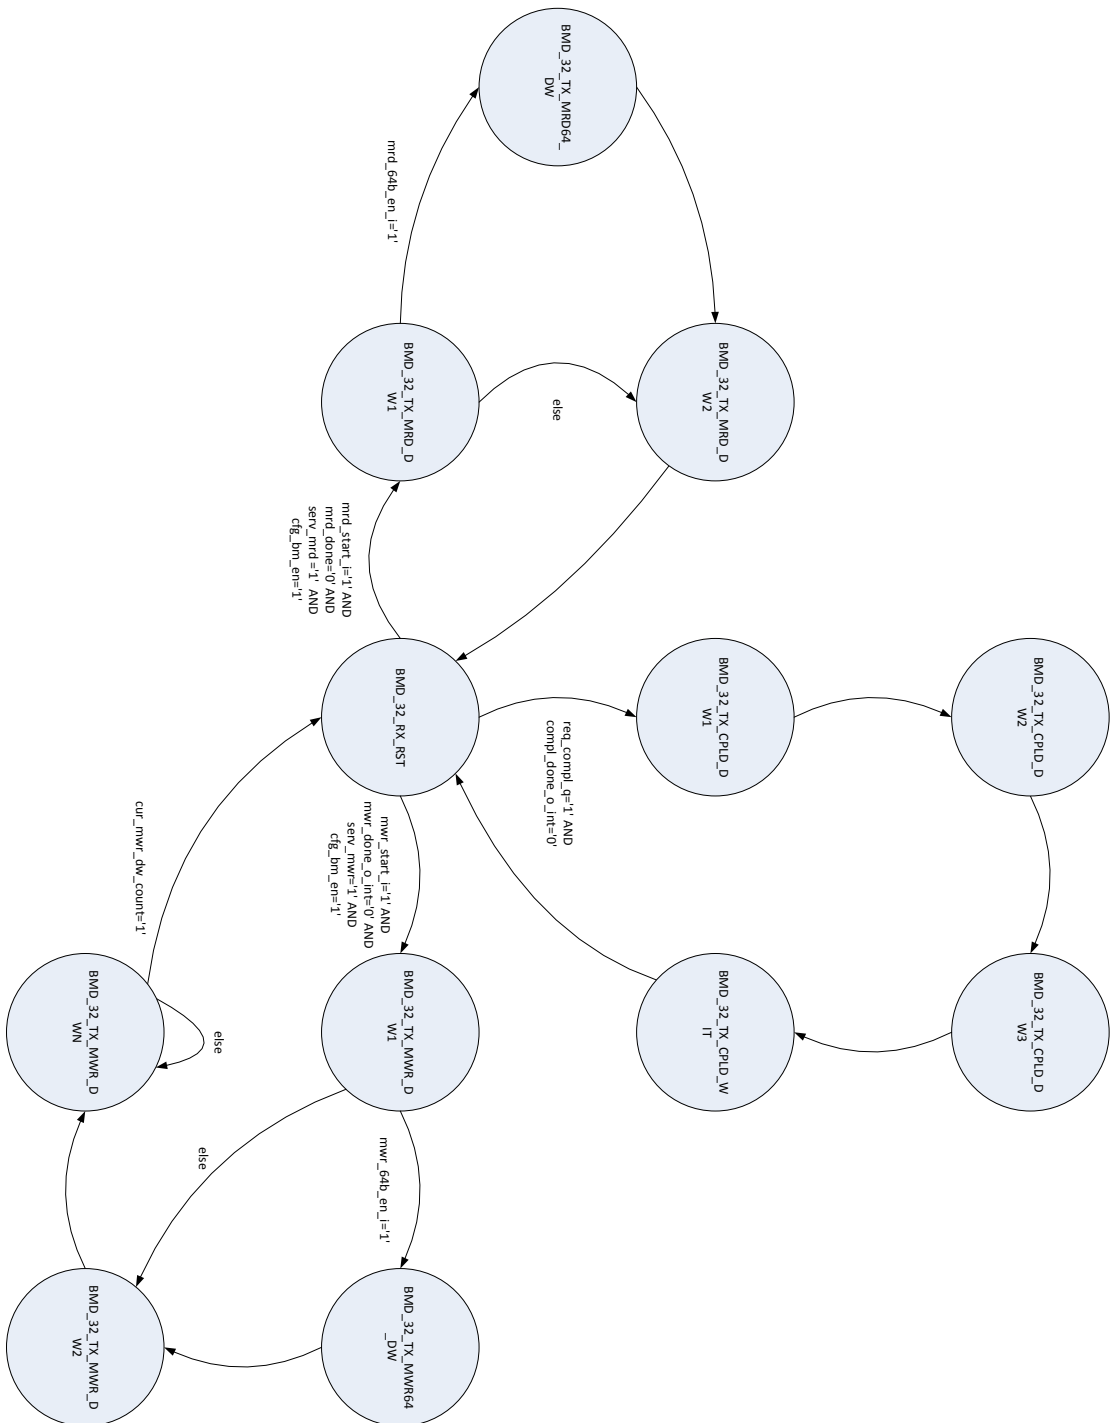 BMD_32_TX_MRD64_
DW
mrd_64b_en_i='1'
BMD_32_TX_MRD_D
W1
BMD_32_TX_MRD_D
W2
else
mrd_start_i='1' AND
mrd_done='0' AND
serv_mrd ='1' AND
cfg_bm_en='1'
BMD_32_RX_RST
BMD_32_TX_CPLD_D
W1
BMD_32_TX_CPLD_D
W2
req_compl_q='1' AND
compl_done_o_int='0'
mwr_start_i='1' AND
mwr_done_o_int='0' AND
serv_mwr='1' AND
cfg_bm_en='1'
cur_mwr_dw_count='1'
BMD_32_TX_MWR_D
WN
else
BMD_32_TX_MWR_D
W1
BMD_32_TX_CPLD_W
IT
BMD_32_TX_CPLD_D
W3
else
mwr_64b_en_i='1'
BMD_32_TX_MWR_D
W2
BMD_32_TX_MWR64
_DW